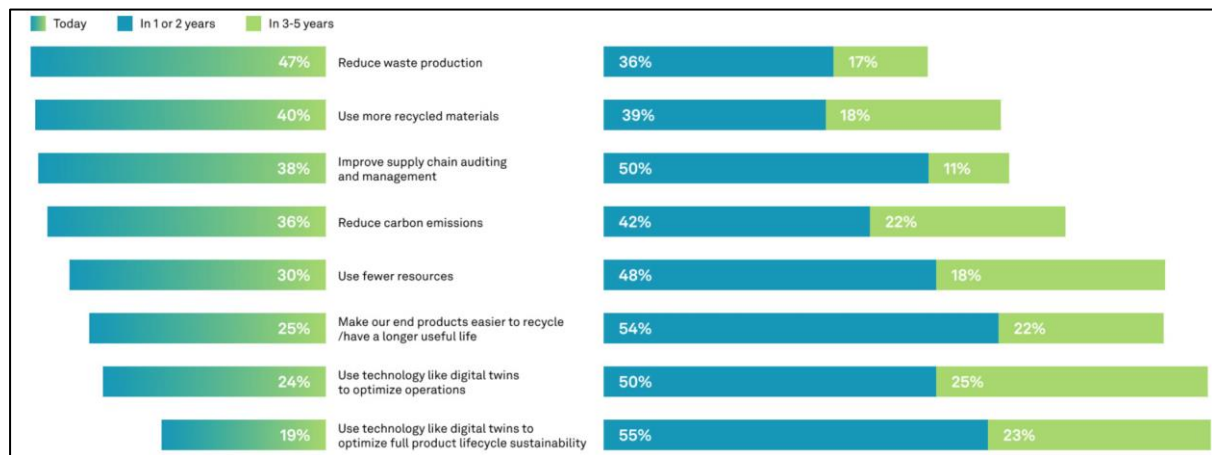 Today In 1 or 2 years In 3-5 years
47% Reduce waste production 36% 17%
40% Use more recycled materials 39% 18%
38% Improve supply chain auditing
and management 50% 11%
36% Reduce carbon emissions 42% 22%
30% Use fewer resources 48% 18%
25% Make our end products easier to recycle
/have a longer useful life 54% 22%
24% Use technology like digital twins
to optimize operations 50% 25%
19% Use technology like digital twins to
optimize full product lifecycle sustainability 55% 23%